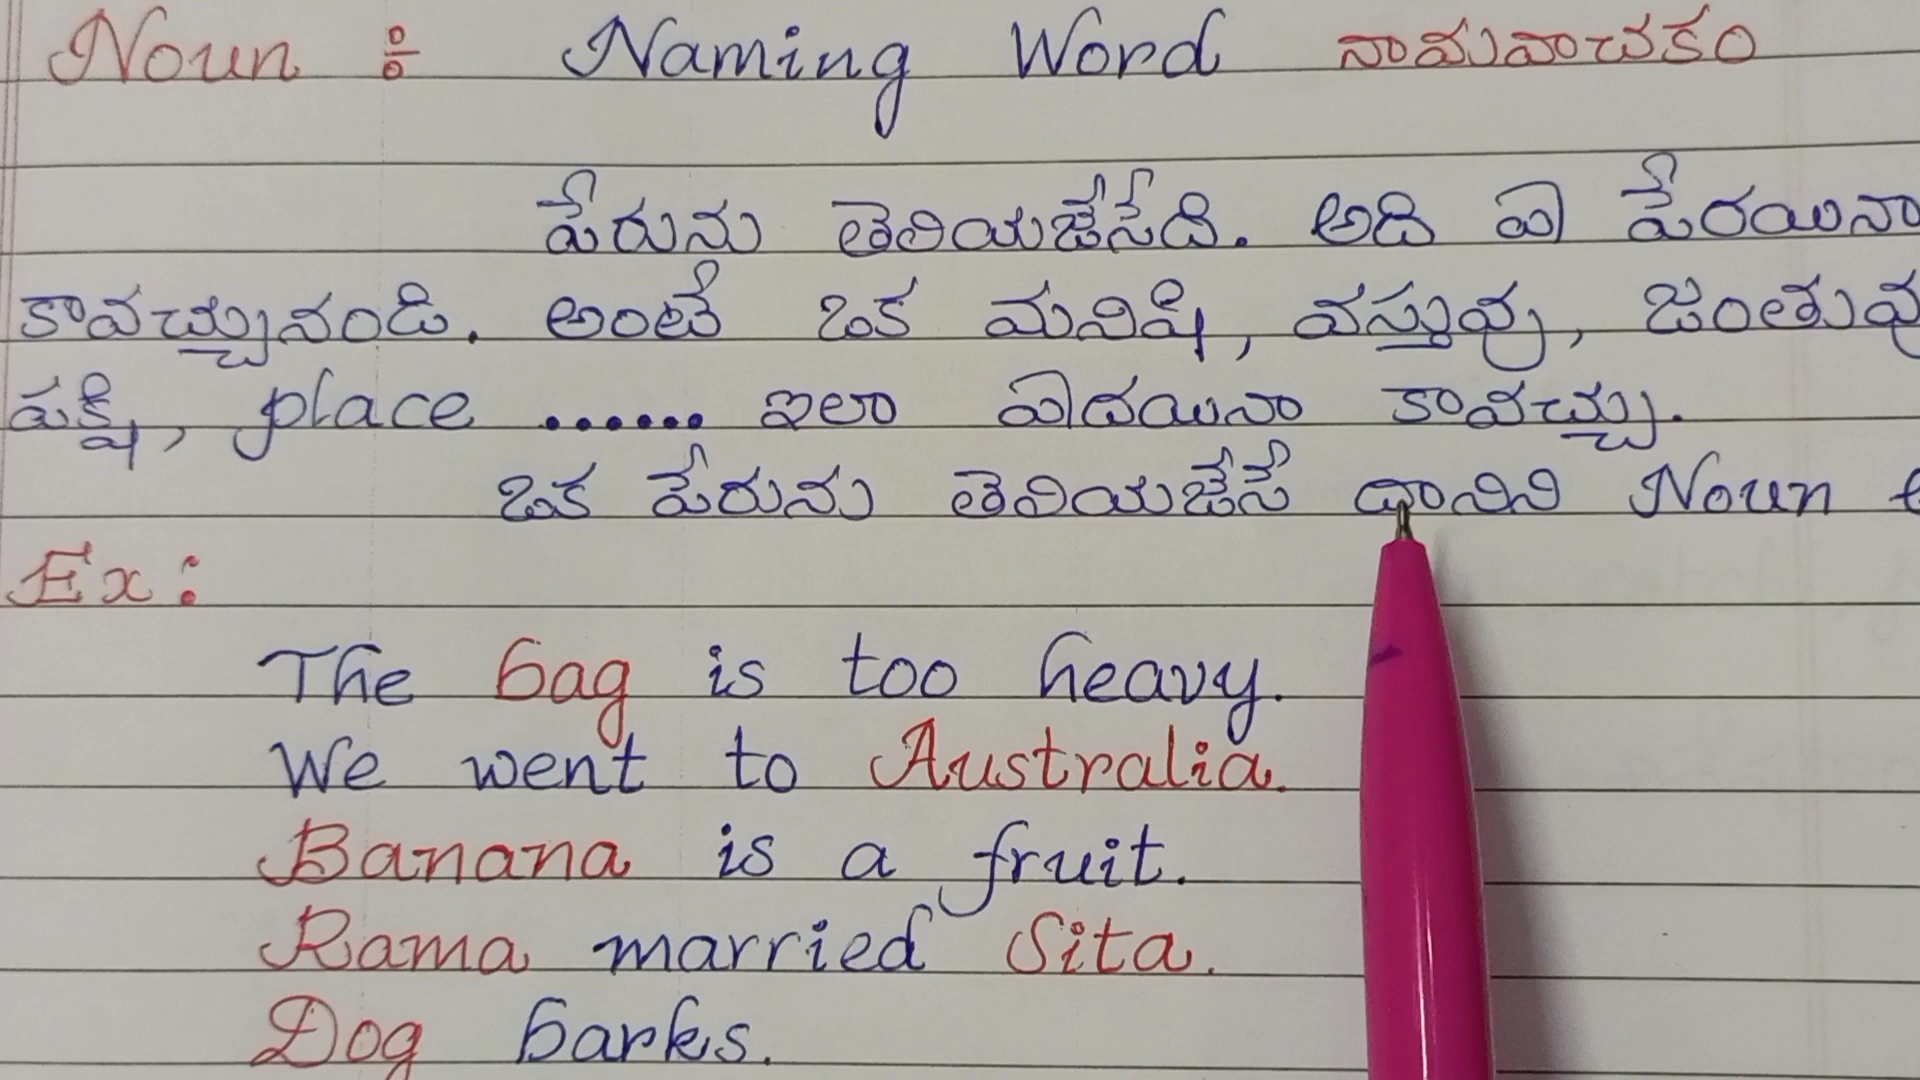 Noun : Naming Word నామవాచకం
పేరును తెలియజేసేది. అది ఏ పేరయినా
కావచ్చునండి. అంటే ఒక మనిషి, వస్తువు, జంతువు
పక్షి, place ...... ఇలా ఏదయినా కావచ్చు.
ఒక పేరును తెలియజేసే దానిని Noun
Ex:
The bag is too heavy.
We went to Australia.
Banana is a fruit.
Rama married Sita.
Dog barks.